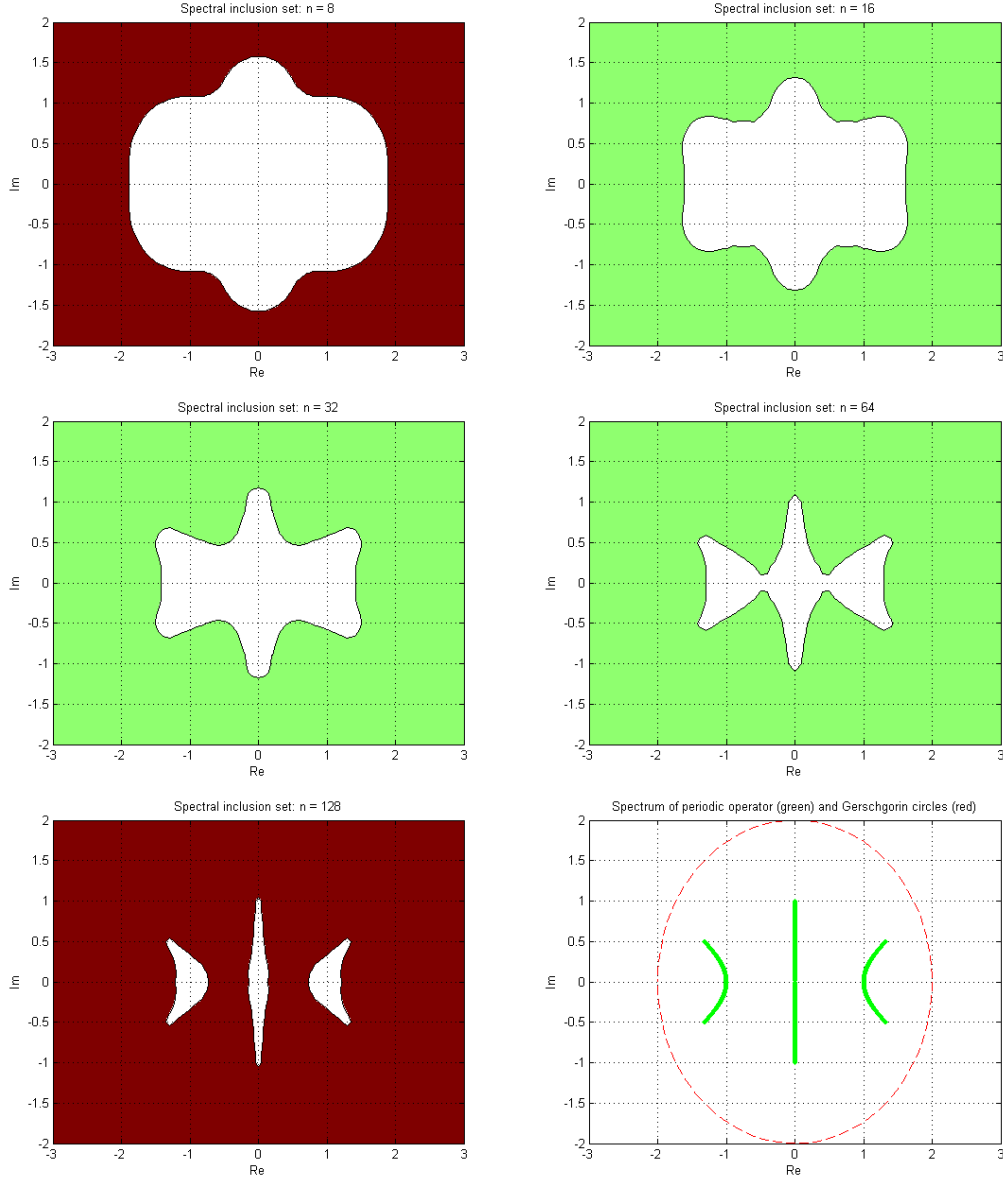 Spectral inclusion set: n = 8
2
1.5
1
0.5
0
-0.5
-1
-1.5
-2
-3 -2 -1 0 1 2 3
Im
Re
Spectral inclusion set: n = 16
2
1.5
1
0.5
0
-0.5
-1
-1.5
-2
-3 -2 -1 0 1 2 3
Im
Re
Spectral inclusion set: n = 32
2
1.5
1
0.5
0
-0.5
-1
-1.5
-2
-3 -2 -1 0 1 2 3
Im
Re
Spectral inclusion set: n = 64
2
1.5
1
0.5
0
-0.5
-1
-1.5
-2
-3 -2 -1 0 1 2 3
Im
Re
Spectral inclusion set: n = 128
2
1.5
1
0.5
0
-0.5
-1
-1.5
-2
-3 -2 -1 0 1 2 3
Im
Re
Spectrum of periodic operator (green) and Gerschgorin circles (red)
2
1.5
1
0.5
0
-0.5
-1
-1.5
-2
-3 -2 -1 0 1 2 3
Im
Re